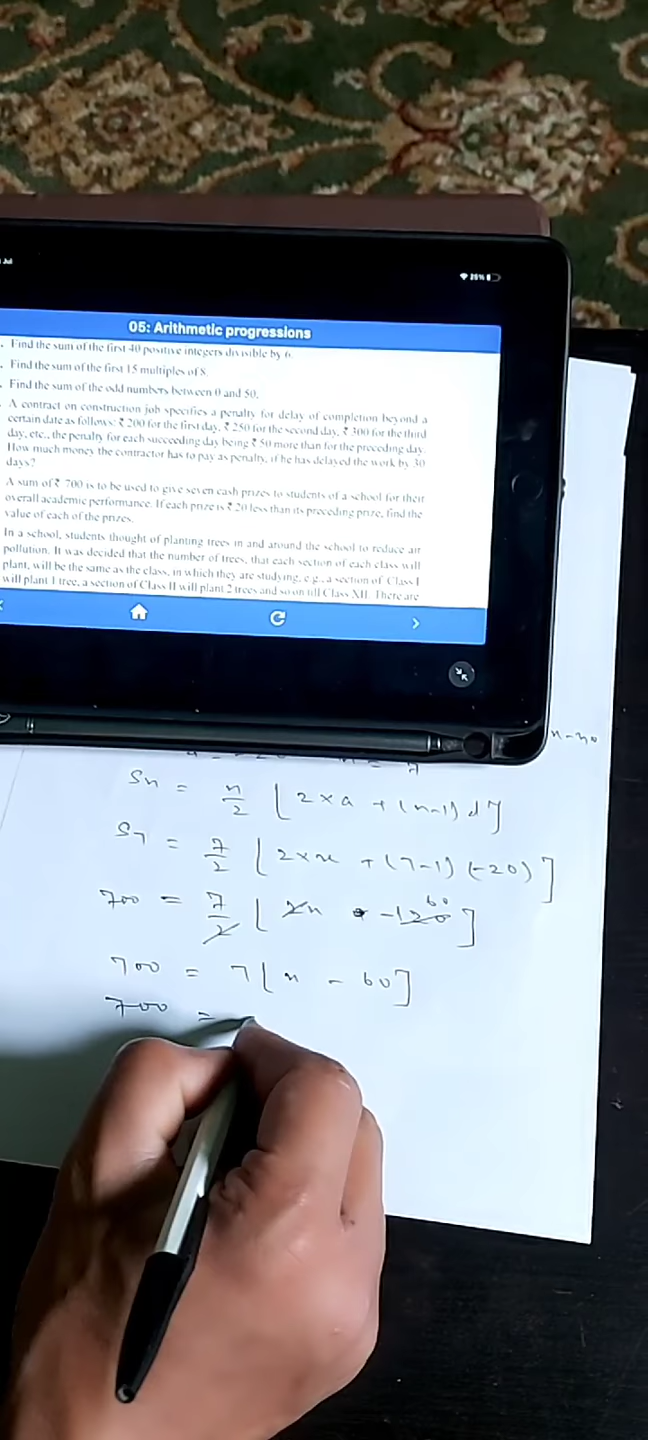 Jul
25%
05: Arithmetic progressions
. Find the sum of the first 40 positive integers divisible by 6.
. Find the sum of the first 15 multiples of 8.
. Find the sum of the odd numbers between 0 and 50.
. A contract on construction job specifies a penalty for delay of completion beyond a
certain date as follows: ₹ 200 for the first day, ₹ 250 for the second day, ₹ 300 for the third
day, etc., the penalty for each succeeding day being ₹ 50 more than for the preceding day.
How much money the contractor has to pay as penalty, if he has delayed the work by 30
days?
A sum of ₹ 700 is to be used to give seven cash prizes to students of a school for their
overall academic performance. If each prize is ₹ 20 less than its preceding prize, find the
value of each of the prizes.
In a school, students thought of planting trees in and around the school to reduce air
pollution. It was decided that the number of trees, that each section of each class will
plant, will be the same as the class, in which they are studying, e.g., a section of Class I
will plant 1 tree, a section of Class II will plant 2 trees and so on till Class XII. There are
Sn = n/2 [2×a + (n-1) d]
S7 = 7/2 [2×x + (7-1) (-20)]
700 = 7/2 [2x -120 60]
700 = 7[x - 60]
700 =